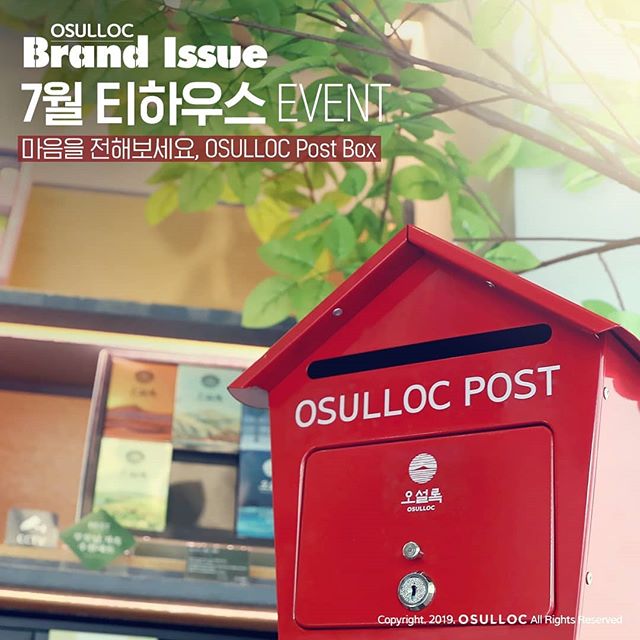 OSULLOC
Brand Issue
7월 티하우스 EVENT
마음을 전해보세요, OSULLOC Post Box
OSULLOC POST
오설록
OSULLOC
CCTV
Copyright. 2019. OSULLOC All Rights Reserved